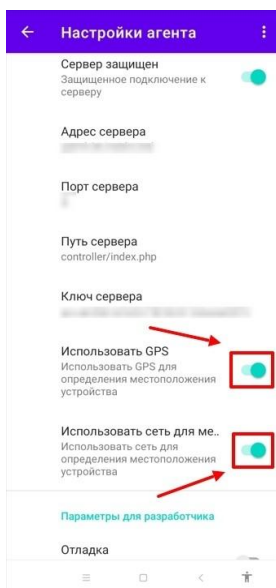 Настройки агента
Сервер защищен
Защищенное подключение к
серверу
Адрес сервера
Порт сервера
Путь сервера
controller/index.php
Ключ сервера
Использовать GPS
Использовать GPS для
определения местоположения
устройства
Использовать сеть для ме..
Использовать сеть для
определения местоположения
устройства
Параметры для разработчика
Отладка